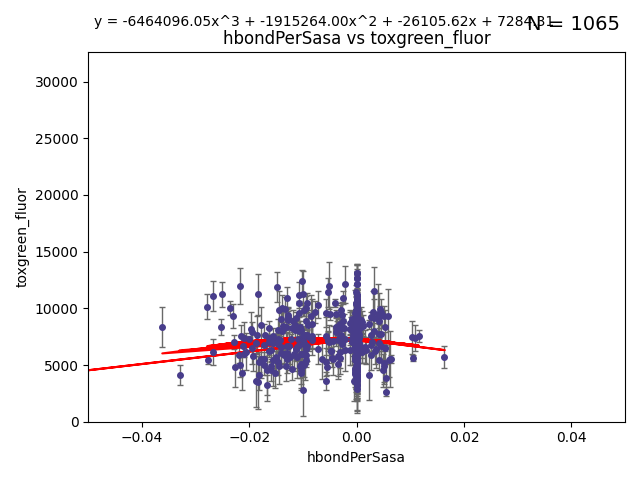 y = -6464096.05x^3 + -1915264.00x^2 + -26105.62x + 7284.31
N = 1065
hbondPerSasa vs toxgreen_fluor
30000
25000
20000
15000
10000
5000
0
toxgreen_fluor
−0.04 −0.02 0.00 0.02 0.04
hbondPerSasa